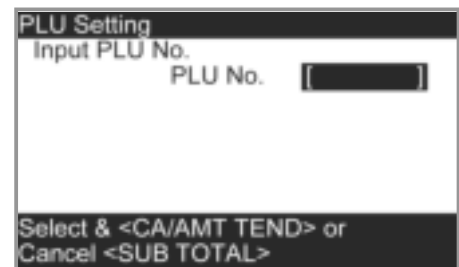 PLU Setting
Input PLU No.
PLU No. [ ]
Select & <CA/AMT TEND> or
Cancel <SUB TOTAL>